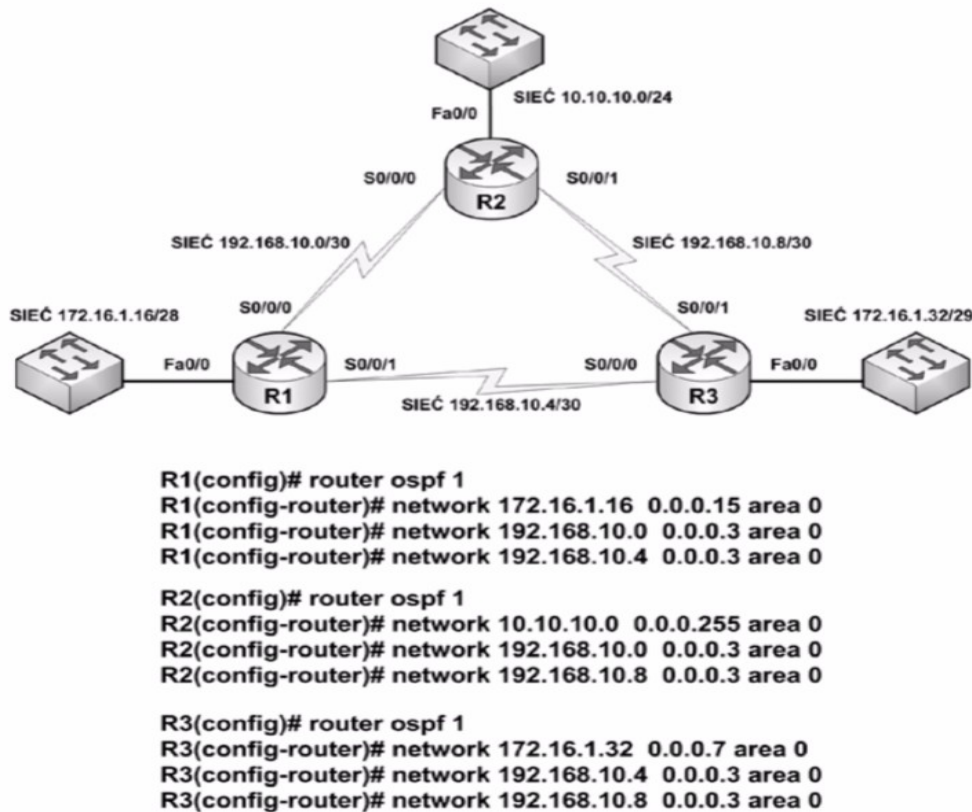 SIEĆ 10.10.10.0/24
Fa0/0
S0/0/0
S0/0/1
R2
SIEĆ 192.168.10.0/30
SIEĆ 192.168.10.8/30
S0/0/0
S0/0/1
SIEĆ 172.16.1.16/28
SIEĆ 172.16.1.32/29
Fa0/0
S0/0/1
S0/0/0
Fa0/0
R1
R3
SIEĆ 192.168.10.4/30
R1(config)# router ospf 1
R1(config-router)# network 172.16.1.16 0.0.0.15 area 0
R1(config-router)# network 192.168.10.0 0.0.0.3 area 0
R1(config-router)# network 192.168.10.4 0.0.0.3 area 0
R2(config)# router ospf 1
R2(config-router)# network 10.10.10.0 0.0.0.255 area 0
R2(config-router)# network 192.168.10.0 0.0.0.3 area 0
R2(config-router)# network 192.168.10.8 0.0.0.3 area 0
R3(config)# router ospf 1
R3(config-router)# network 172.16.1.32 0.0.0.7 area 0
R3(config-router)# network 192.168.10.4 0.0.0.3 area 0
R3(config-router)# network 192.168.10.8 0.0.0.3 area 0